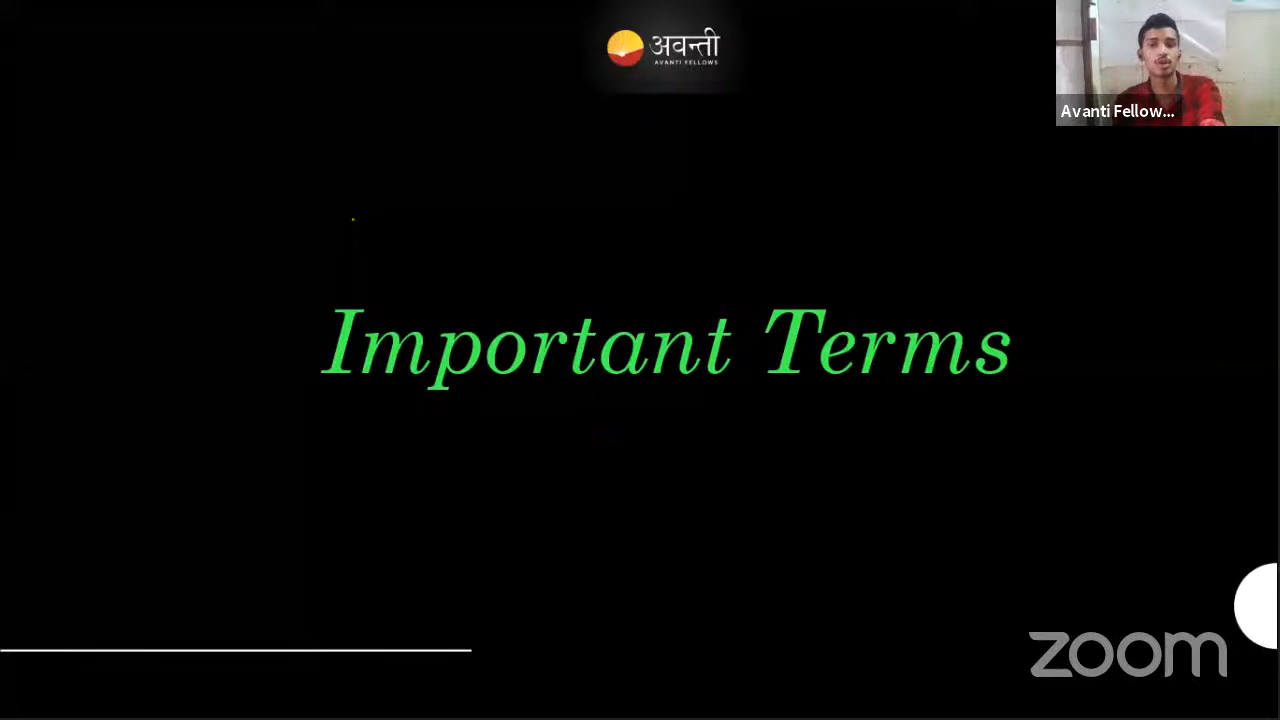 अवन्ती
AVANTI FELLOWS
Avanti Fellow...
Important Terms
zoom